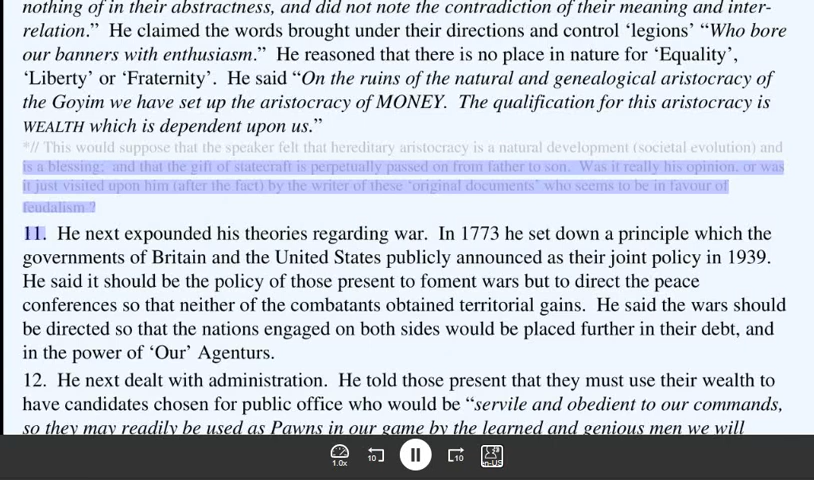 nothing of in their abstractness, and did not note the contradiction of their meaning and inter-
relation.” He claimed the words brought under their directions and control ‘legions’ “Who bore
our banners with enthusiasm.” He reasoned that there is no place in nature for ‘Equality’,
‘Liberty’ or ‘Fraternity’. He said “On the ruins of the natural and genealogical aristocracy of
the Goyim we have set up the aristocracy of MONEY. The qualification for this aristocracy is
WEALTH which is dependent upon us.”
*// This would suppose that the speaker felt that hereditary aristocracy is a natural development (societal evolution) and
is a blessing; and that the gift of statecraft is perpetually passed on from father to son. Was it really his opinion, or was
it just visited upon him (after the fact) by the writer of these ‘original documents’ who seems to be in favour of
feudalism ?
11. He next expounded his theories regarding war. In 1773 he set down a principle which the
governments of Britain and the United States publicly announced as their joint policy in 1939.
He said it should be the policy of those present to foment wars but to direct the peace
conferences so that neither of the combatants obtained territorial gains. He said the wars should
be directed so that the nations engaged on both sides would be placed further in their debt, and
in the power of ‘Our’ Agenturs.
12. He next dealt with administration. He told those present that they must use their wealth to
have candidates chosen for public office who would be “servile and obedient to our commands,
so they may readily be used as Pawns in our game by the learned and genious men we will
1.0x 10 10 en-US